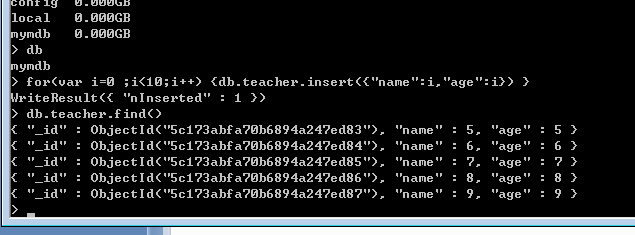 config  0.000GB
local   0.000GB
mymdb   0.000GB
> db
mymdb
> for(var i=0 ;i<10;i++) {db.teacher.insert({"name":i,"age":i}) }
WriteResult({ "nInserted" : 1 })
> db.teacher.find()
{ "_id" : ObjectId("5c173abfa70b6894a247ed83"), "name" : 5, "age" : 5 }
{ "_id" : ObjectId("5c173abfa70b6894a247ed84"), "name" : 6, "age" : 6 }
{ "_id" : ObjectId("5c173abfa70b6894a247ed85"), "name" : 7, "age" : 7 }
{ "_id" : ObjectId("5c173abfa70b6894a247ed86"), "name" : 8, "age" : 8 }
{ "_id" : ObjectId("5c173abfa70b6894a247ed87"), "name" : 9, "age" : 9 }
>